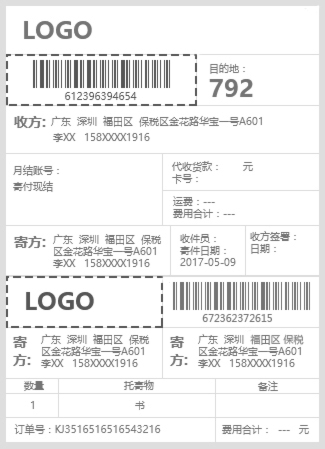 LOGO
612396394654
目的地：
792
收方: 广东 深圳 福田区 保税区金花路华宝一号A601
李XX 158XXXX1916
月结账号：
寄付现结
代收货款： 元
卡号：
运费：---
费用合计：---
寄方: 广东 深圳 福田区 保税
区金花路华宝一号A601
李XX 158XXXX1916
收件员：
寄件日期：
2017-05-09
收方签署：
日期：
LOGO
672362372615
寄方: 广东 深圳 福田区 保税
区金花路华宝一号A601
李XX 158XXXX1916
寄方: 广东 深圳 福田区 保税
区金花路华宝一号A601
李XX 158XXXX1916
数量 托寄物 备注
1 书
订单号：KJ3516516516543216 费用合计： --- 元